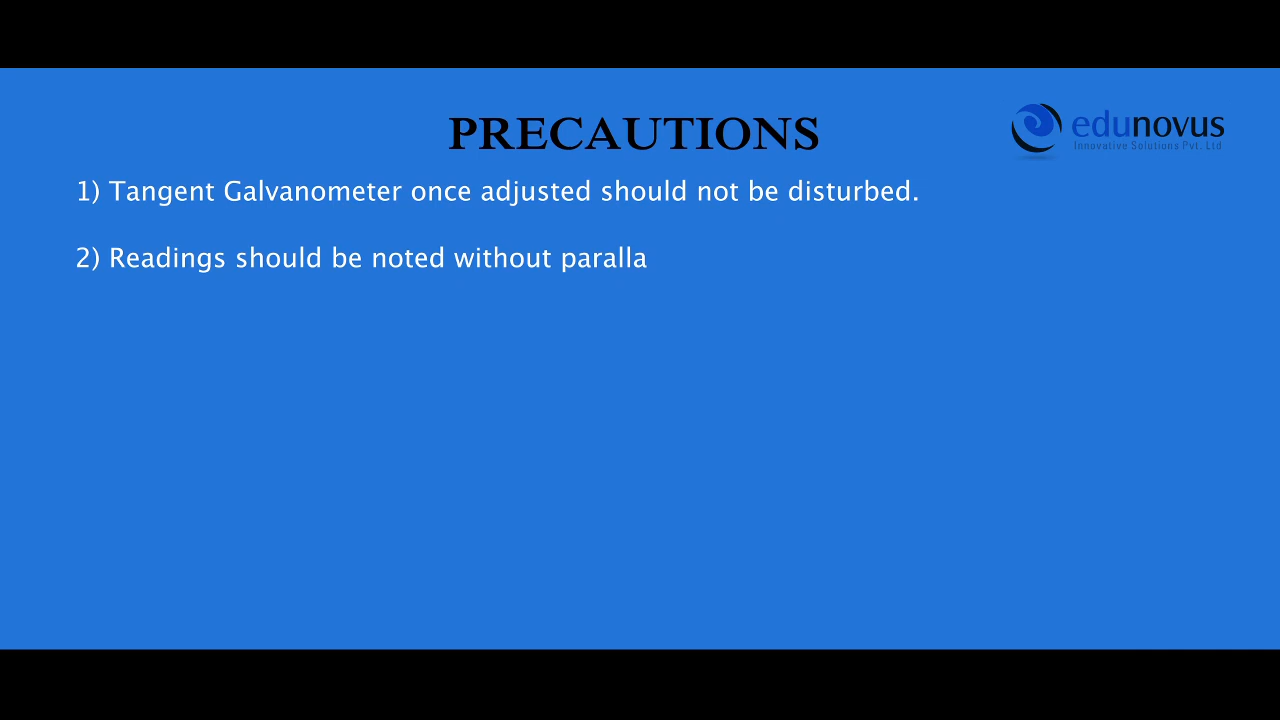 PRECAUTIONS
edunovus
Innovative Solutions Pvt. Ltd
1) Tangent Galvanometer once adjusted should not be disturbed.
2) Readings should be noted without paralla